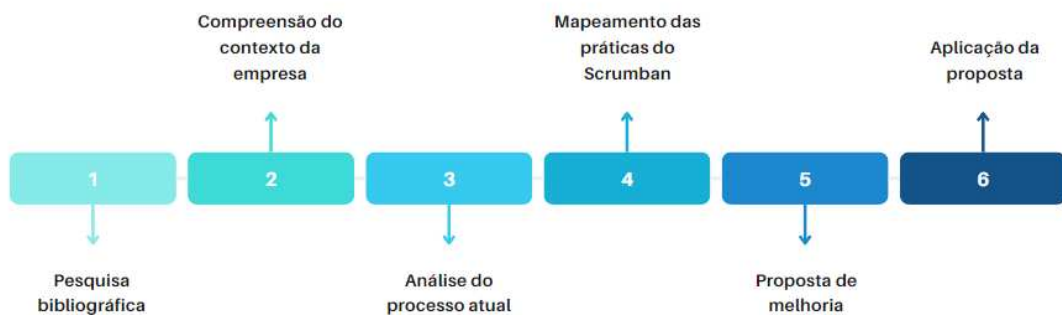 Compreensão do
contexto da
empresa
Mapeamento das
práticas do
Scrumban
Aplicação da
proposta
1
2
3
4
5
6
Pesquisa
bibliográfica
Análise do
processo atual
Proposta de
melhoria